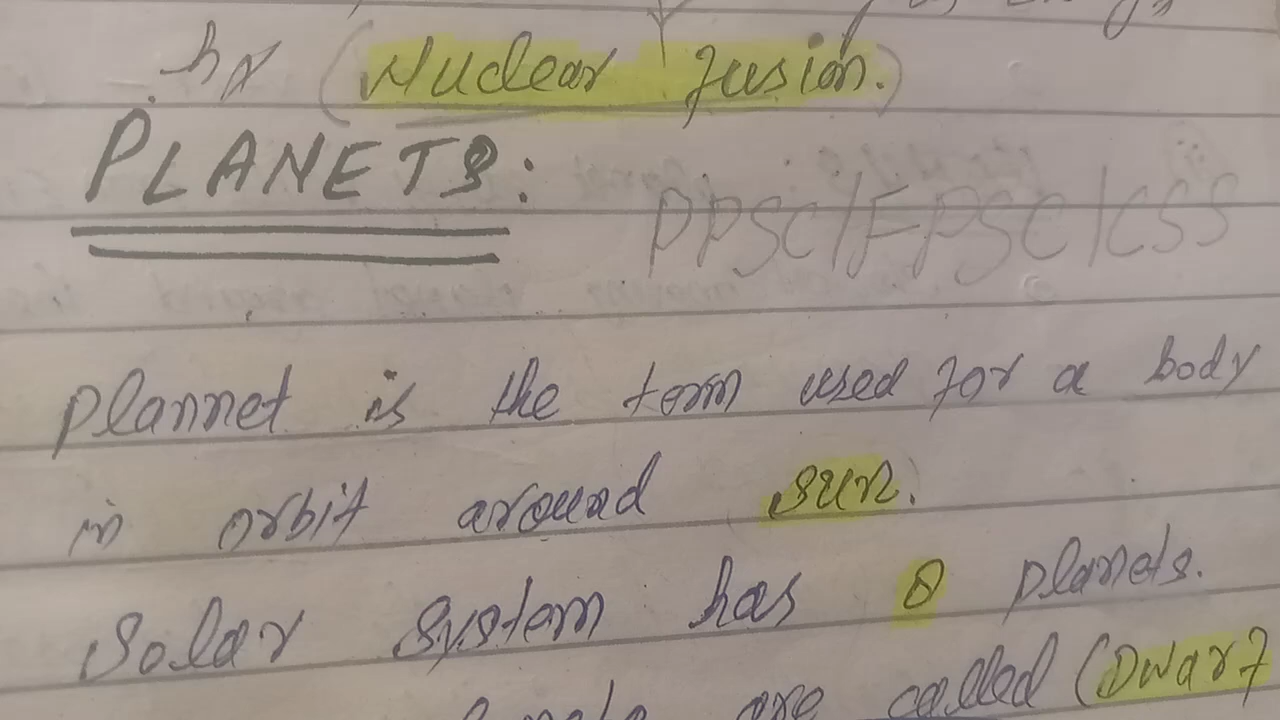 by (Nuclear fusion.)
PLANETS:
PPSC/FPSC/CSS
plannet is the term used for a body
in orbit around sun.
Solar system has 8 planets.
are called (Dwarf